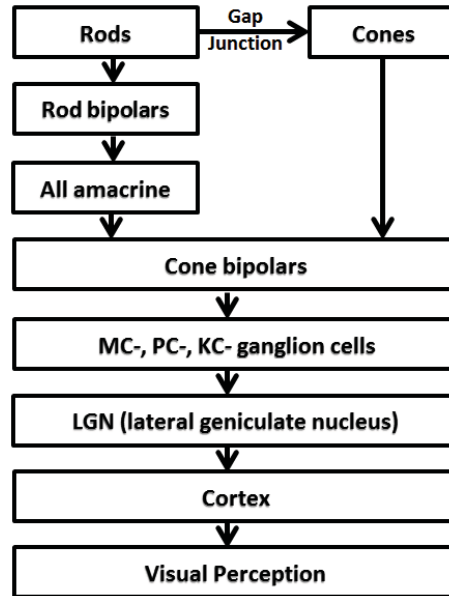 Rods
Gap
Junction
Cones
Rod bipolars
All amacrine
Cone bipolars
MC-, PC-, KC- ganglion cells
LGN (lateral geniculate nucleus)
Cortex
Visual Perception